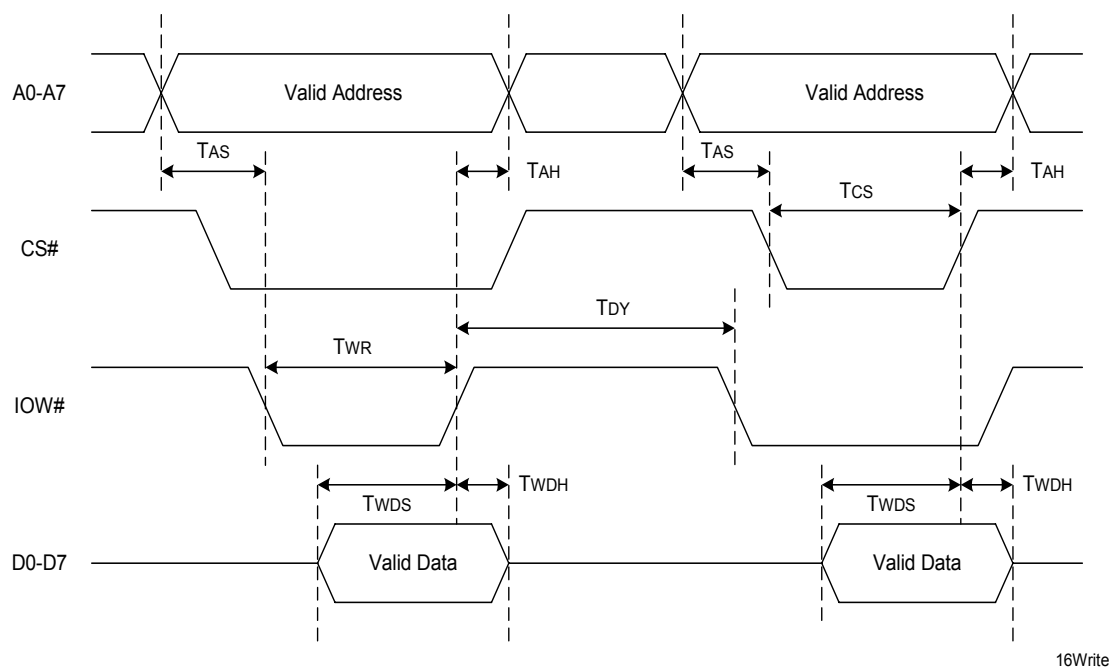 A0-A7 Valid Address Valid Address
TAS TAH TAS TAH
TCS
CS#
TDY
TWR
IOW#
TWDS TWDH TWDS TWDH
D0-D7 Valid Data Valid Data
16Write